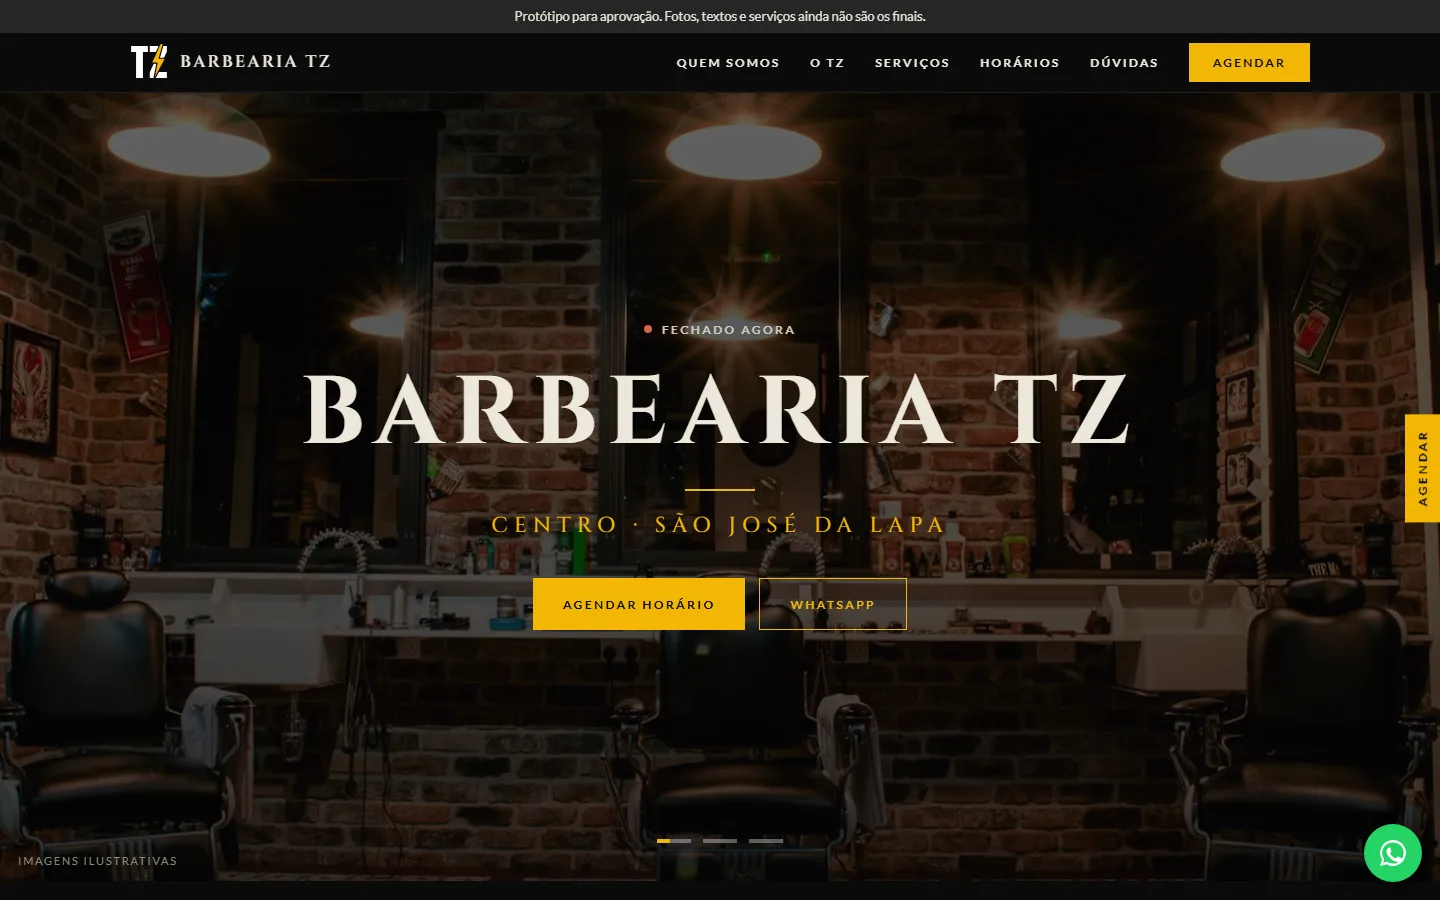 Protótipo para aprovação. Fotos, textos e serviços ainda não são os finais.
TZ BARBEARIA TZ
QUEM SOMOS
O TZ
SERVIÇOS
HORÁRIOS
DÚVIDAS
AGENDAR
FECHADO AGORA
BARBEARIA TZ
CENTRO · SÃO JOSÉ DA LAPA
AGENDAR HORÁRIO
WHATSAPP
AGENDAR
IMAGENS ILUSTRATIVAS